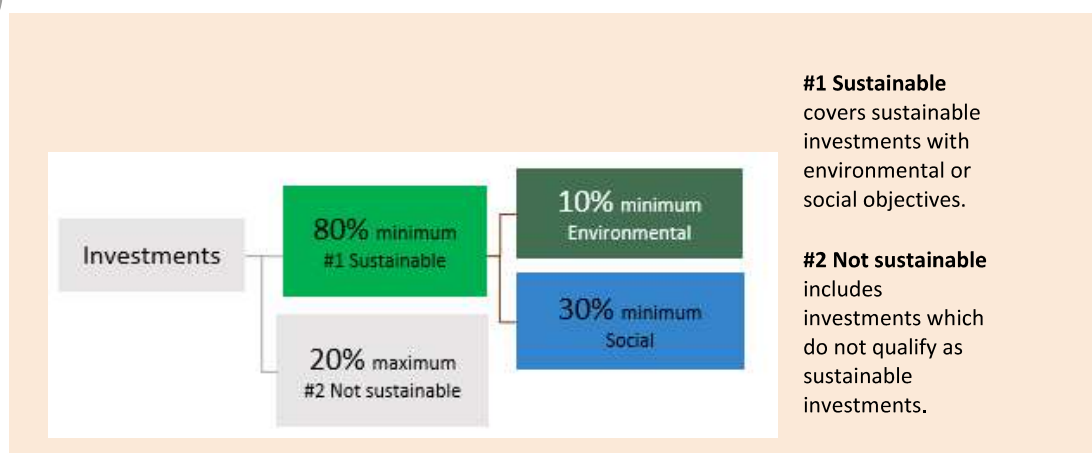 Investments
80% minimum
#1 Sustainable
20% maximum
#2 Not sustainable
10% minimum
Environmental
30% minimum
Social
#1 Sustainable
covers sustainable
investments with
environmental or
social objectives.
#2 Not sustainable
includes
investments which
do not qualify as
sustainable
investments.